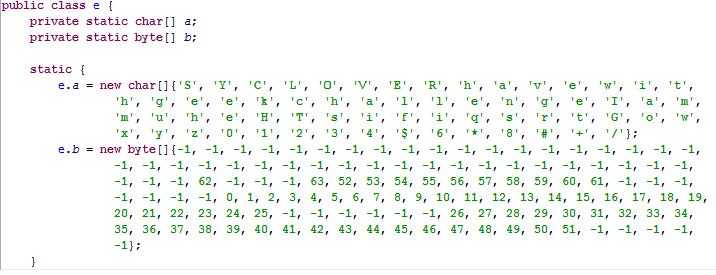 public class e {
private static char[] a;
private static byte[] b;
static {
e.a = new char[]{'S', 'Y', 'C', 'L', 'O', 'V', 'E', 'R', 'h', 'a', 'v', 'e', 'w', 'i', 't',
'h', 'g', 'e', 'e', 'k', 'c', 'h', 'a', 'l', 'l', 'e', 'n', 'g', 'e', 'I', 'a', 'm',
'm', 'u', 'h', 'e', 'H', 'T', 's', 'i', 'f', 'i', 'q', 's', 'r', 't', 'G', 'o', 'w',
'x', 'y', 'z', '0', '1', '2', '3', '4', '$', '6', '*', '8', '#', '+', '/'};
e.b = new byte[]{-1, -1, -1, -1, -1, -1, -1, -1, -1, -1, -1, -1, -1, -1, -1, -1, -1, -1, -1,
-1, -1, -1, -1, -1, -1, -1, -1, -1, -1, -1, -1, -1, -1, -1, -1, -1, -1, -1, -1, -1,
-1, -1, -1, 62, -1, -1, -1, 63, 52, 53, 54, 55, 56, 57, 58, 59, 60, 61, -1, -1, -1,
-1, -1, -1, -1, 0, 1, 2, 3, 4, 5, 6, 7, 8, 9, 10, 11, 12, 13, 14, 15, 16, 17, 18, 19,
20, 21, 22, 23, 24, 25, -1, -1, -1, -1, -1, -1, 26, 27, 28, 29, 30, 31, 32, 33, 34,
35, 36, 37, 38, 39, 40, 41, 42, 43, 44, 45, 46, 47, 48, 49, 50, 51, -1, -1, -1, -1,
-1};
}